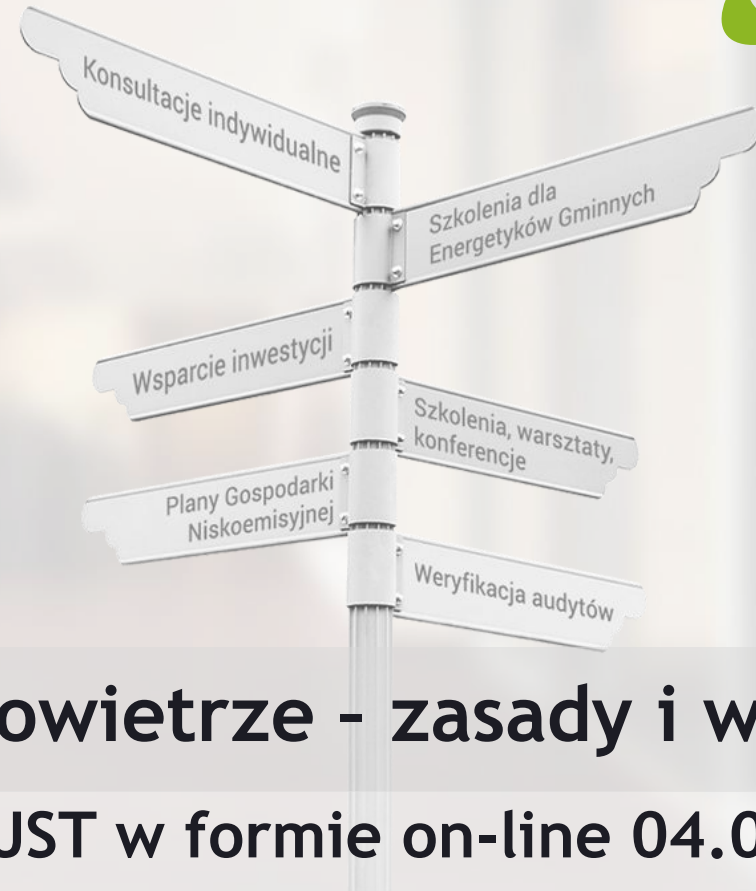 Konsultacje indywidualne
Szkolenia dla
Energetyków Gminnych
Wsparcie inwestycji
Szkolenia, warsztaty,
konferencje
Plany Gospodarki
Niskoemisyjnej
Weryfikacja audytów
owietrze – zasady i w
JST w formie on-line 04.0